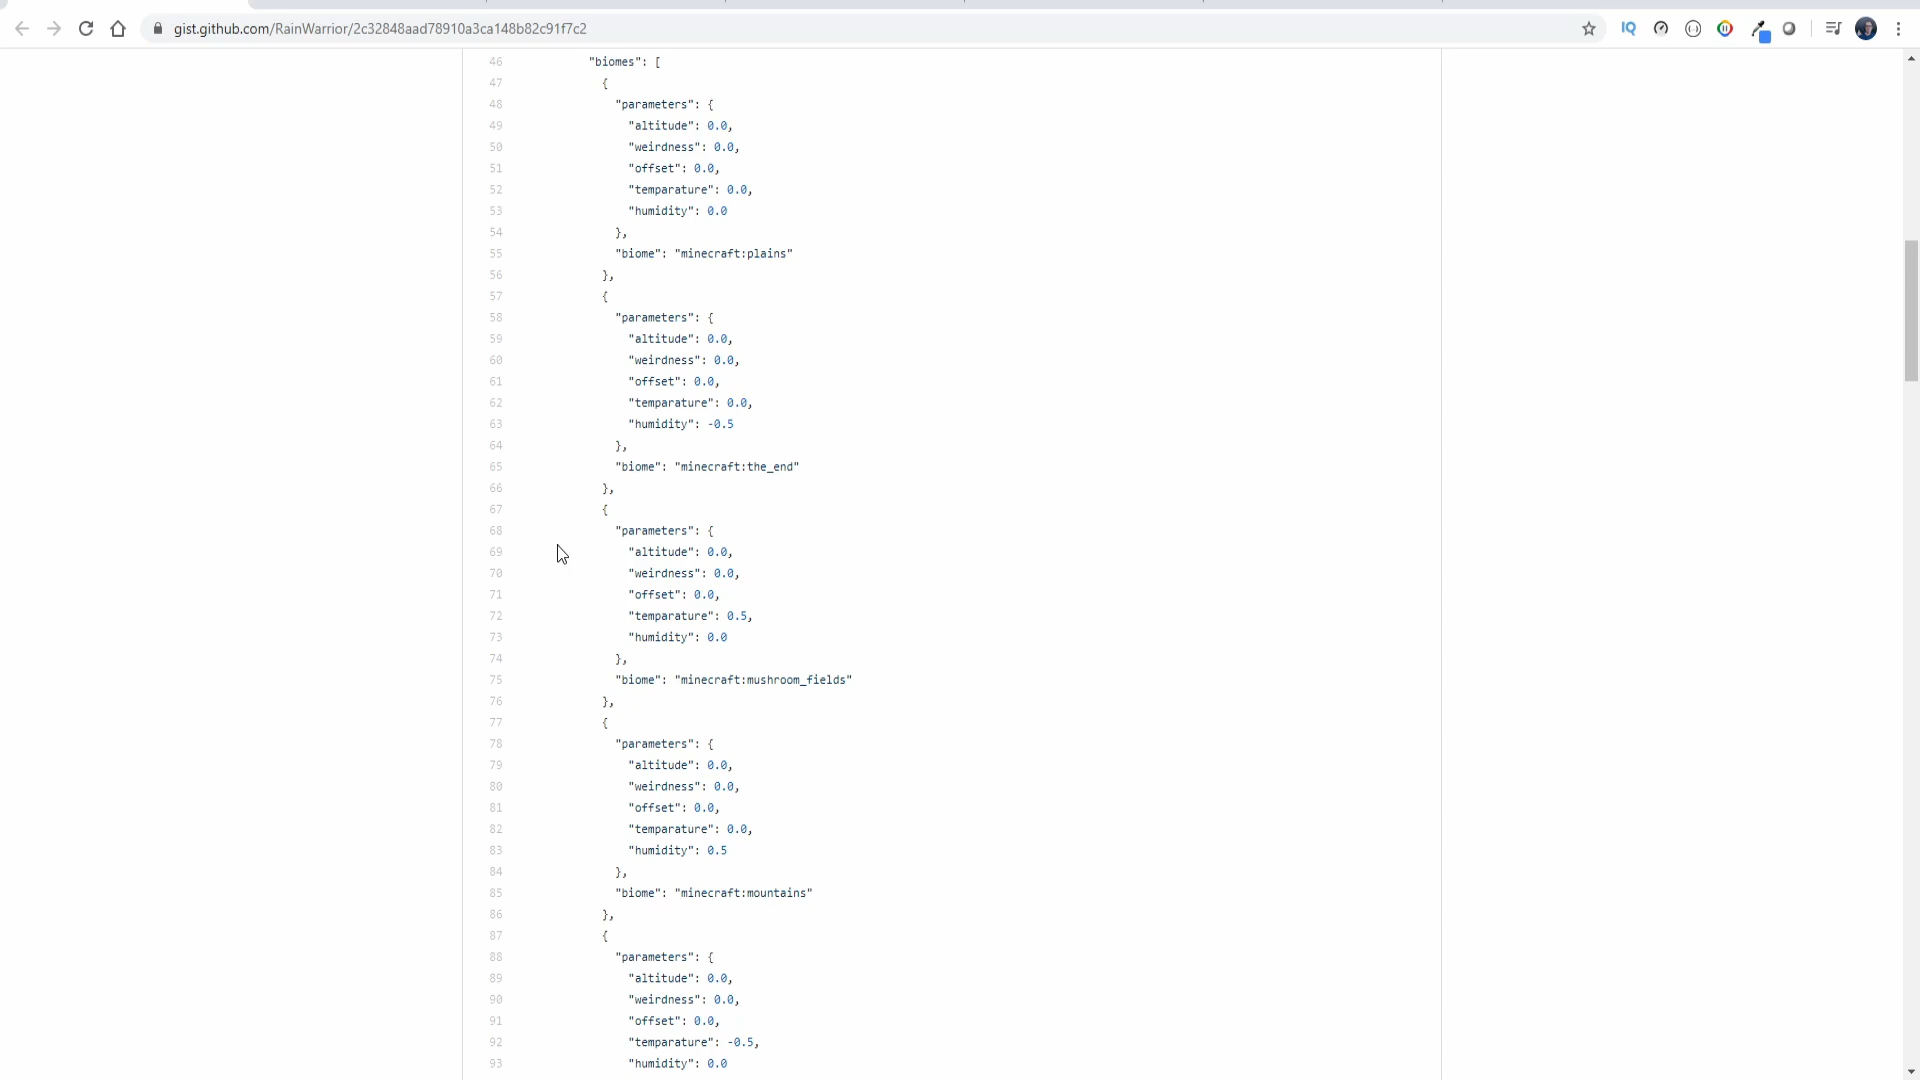 gist.github.com/RainWarrior/2c32848aad78910a3ca148b82c91f7c2
IQ
46 "biomes": [
47 {
48 "parameters": {
49 "altitude": 0.0,
50 "weirdness": 0.0,
51 "offset": 0.0,
52 "temparature": 0.0,
53 "humidity": 0.0
54 },
55 "biome": "minecraft:plains"
56 },
57 {
58 "parameters": {
59 "altitude": 0.0,
60 "weirdness": 0.0,
61 "offset": 0.0,
62 "temparature": 0.0,
63 "humidity": -0.5
64 },
65 "biome": "minecraft:the_end"
66 },
67 {
68 "parameters": {
69 "altitude": 0.0,
70 "weirdness": 0.0,
71 "offset": 0.0,
72 "temparature": 0.5,
73 "humidity": 0.0
74 },
75 "biome": "minecraft:mushroom_fields"
76 },
77 {
78 "parameters": {
79 "altitude": 0.0,
80 "weirdness": 0.0,
81 "offset": 0.0,
82 "temparature": 0.0,
83 "humidity": 0.5
84 },
85 "biome": "minecraft:mountains"
86 },
87 {
88 "parameters": {
89 "altitude": 0.0,
90 "weirdness": 0.0,
91 "offset": 0.0,
92 "temparature": -0.5,
93 "humidity": 0.0